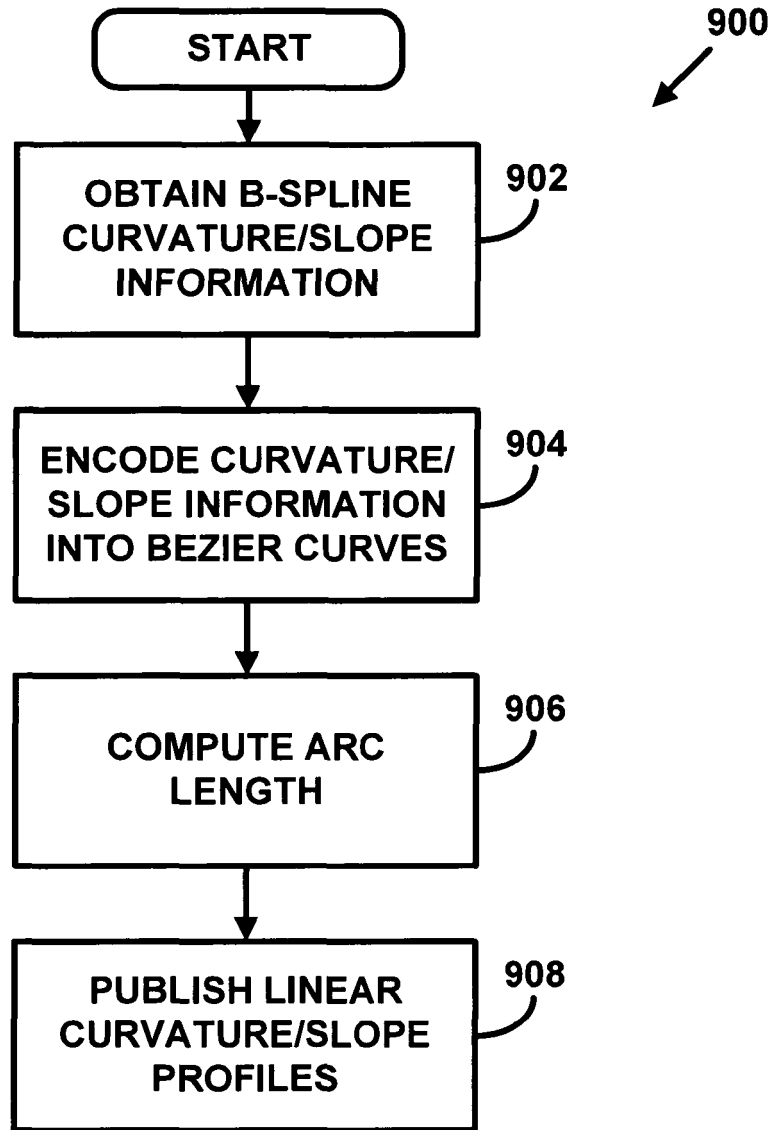 START
900
OBTAIN B-SPLINE
CURVATURE/SLOPE
INFORMATION
902
ENCODE CURVATURE/
SLOPE INFORMATION
INTO BEZIER CURVES
904
COMPUTE ARC
LENGTH
906
PUBLISH LINEAR
CURVATURE/SLOPE
PROFILES
908